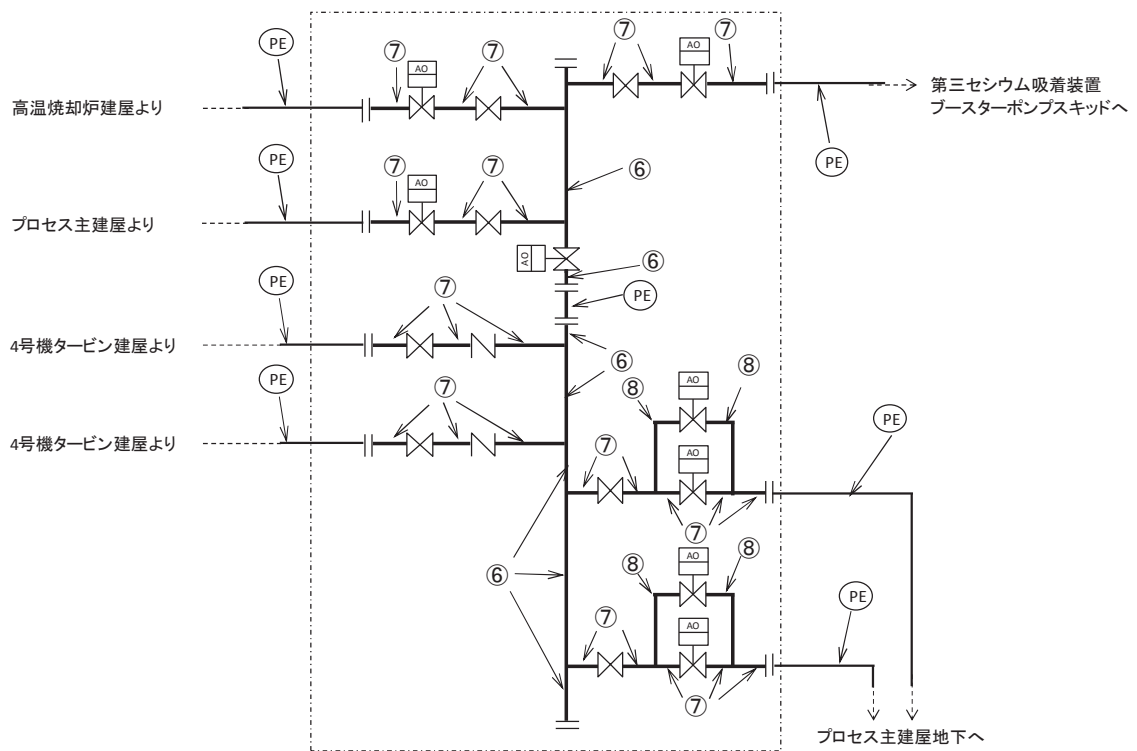 PE
⑦
AO
⑦
⑦
AO
⑦
高温焼却炉建屋より
第三セシウム吸着装置
ブースターポンプスキッドへ
PE
PE
⑦
AO
⑦
⑥
プロセス主建屋より
AO
⑥
PE
⑦
PE
4号機タービン建屋より
⑥
PE
⑦
⑧
AO
⑧
4号機タービン建屋より
PE
⑦
AO
⑦
⑥
⑧
AO
⑧
PE
⑦
AO
⑦
プロセス主建屋地下へ